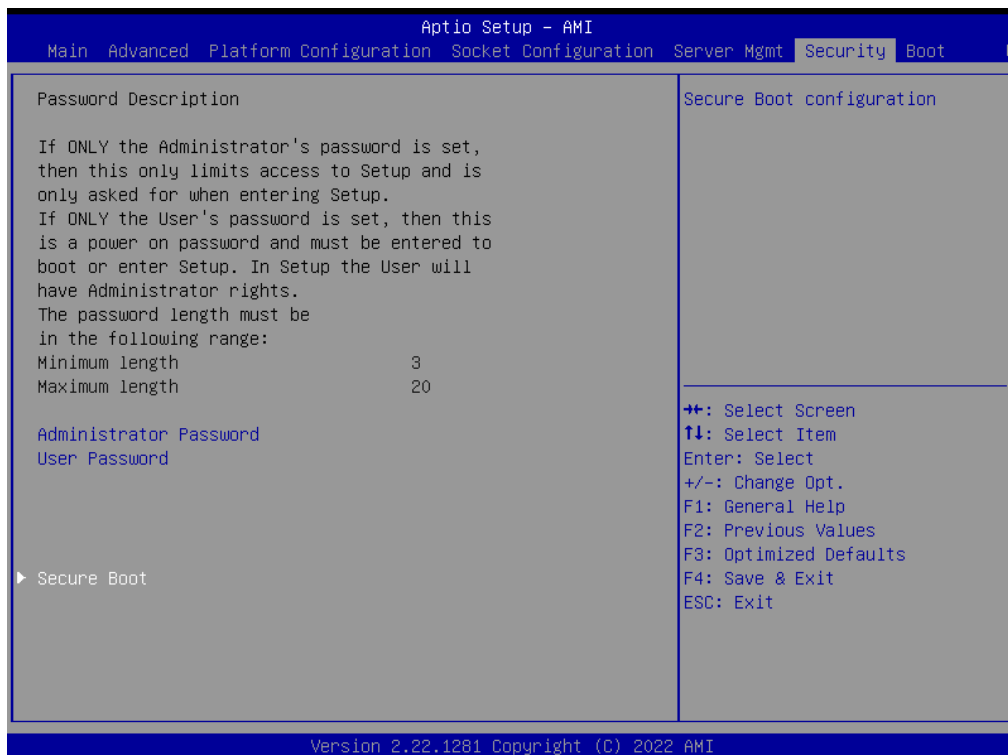 Aptio Setup – AMI
Main Advanced Platform Configuration Socket Configuration Server Mgmt Security Boot
Password Description
If ONLY the Administrator's password is set,
then this only limits access to Setup and is
only asked for when entering Setup.
If ONLY the User's password is set, then this
is a power on password and must be entered to
boot or enter Setup. In Setup the User will
have Administrator rights.
The password length must be
in the following range:
Minimum length 3
Maximum length 20
Administrator Password
User Password
Secure Boot
Secure Boot configuration
→←: Select Screen
↑↓: Select Item
Enter: Select
+/-: Change Opt.
F1: General Help
F2: Previous Values
F3: Optimized Defaults
F4: Save & Exit
ESC: Exit
Version 2.22.1281 Copyright (C) 2022 AMI